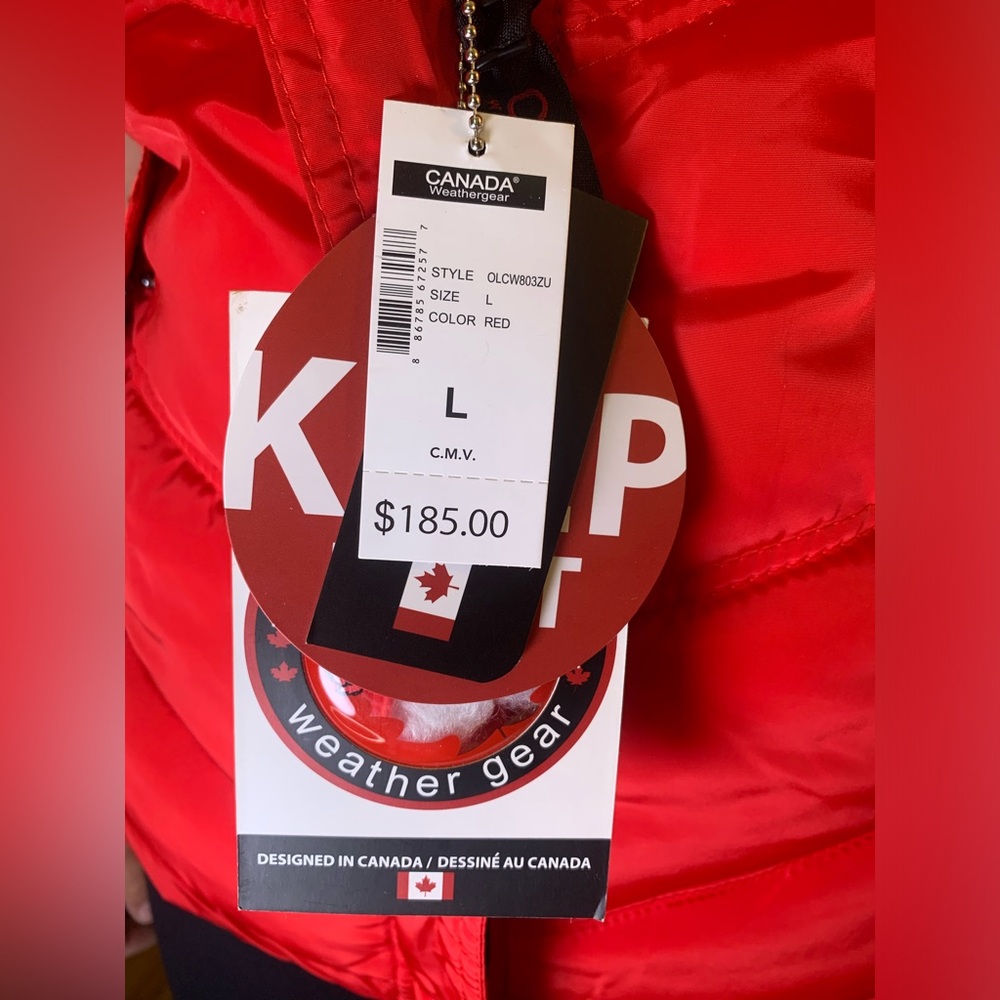 CANADA®
Weathergear
8 86785 67257 7
STYLE OLCW803ZU
SIZE L
COLOR RED
L
C.M.V.
$185.00
K P
T
weather gear
DESIGNED IN CANADA / DESSINÉ AU CANADA